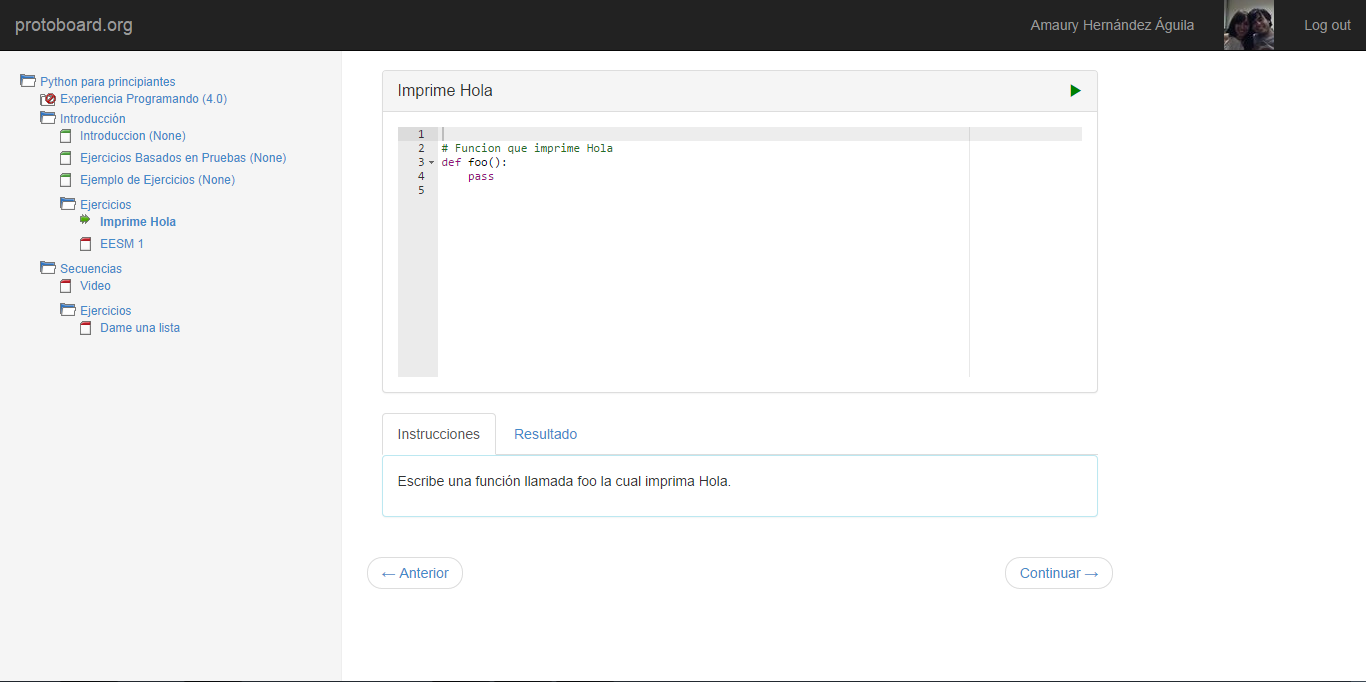 protoboard.org
Amaury Hernández Águila
Log out
Python para principiantes
Experiencia Programando (4.0)
Introducción
Introduccion (None)
Ejercicios Basados en Pruebas (None)
Ejemplo de Ejercicios (None)
Ejercicios
Imprime Hola
EESM 1
Secuencias
Video
Ejercicios
Dame una lista
Imprime Hola
1
2 # Funcion que imprime Hola
3 def foo():
4 pass
5
Instrucciones
Resultado
Escribe una función llamada foo la cual imprima Hola.
← Anterior
Continuar →